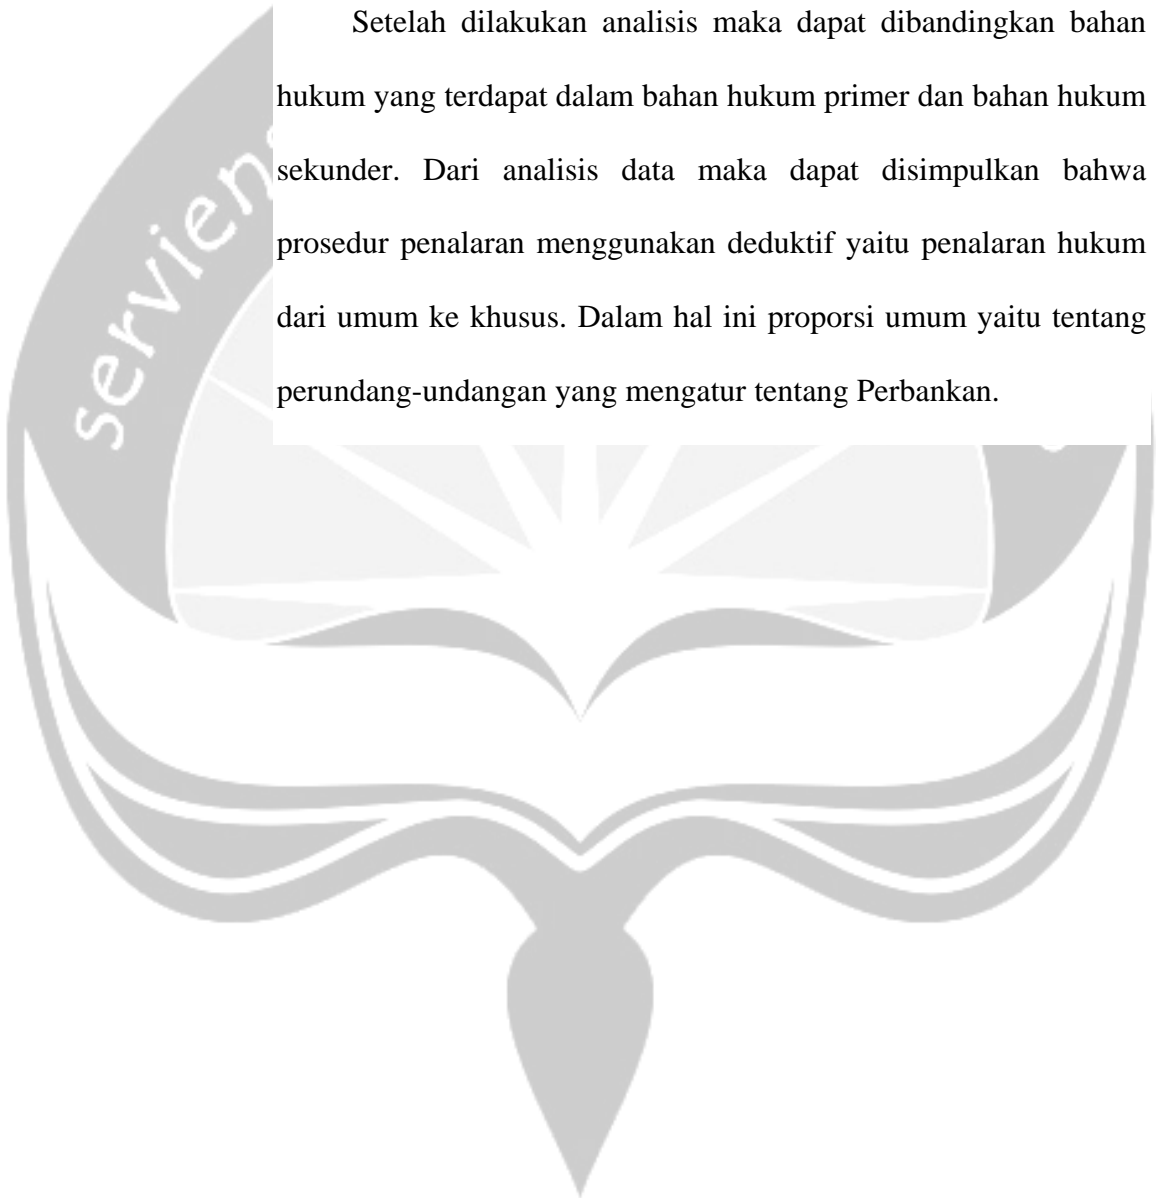 Setelah dilakukan analisis maka dapat dibandingkan bahan
hukum yang terdapat dalam bahan hukum primer dan bahan hukum
sekunder. Dari analisis data maka dapat disimpulkan bahwa
prosedur penalaran menggunakan deduktif yaitu penalaran hukum
dari umum ke khusus. Dalam hal ini proporsi umum yaitu tentang
perundang-undangan yang mengatur tentang Perbankan.
servien